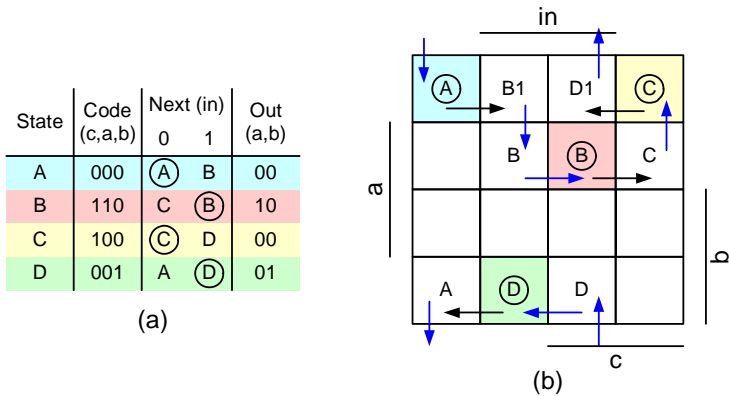 State Code (c,a,b) Next (in) 0 1 Out (a,b)
A 000 A B 00
B 110 C B 10
C 100 C D 00
D 001 A D 01
(a)
in
A B1 D1 C
a
B B C
b
A D D
c
(b)